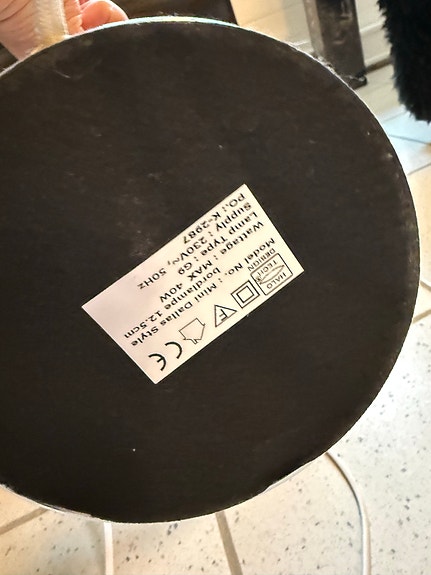 HALO
TECH
DESIGN
F
CE
Model No.: Mini Dallas Style
bordlampe 12.5cm
Wattage : MAX 40W
Lamp Type : G9
Supply : 230V~, 50Hz
PO.: K-2987